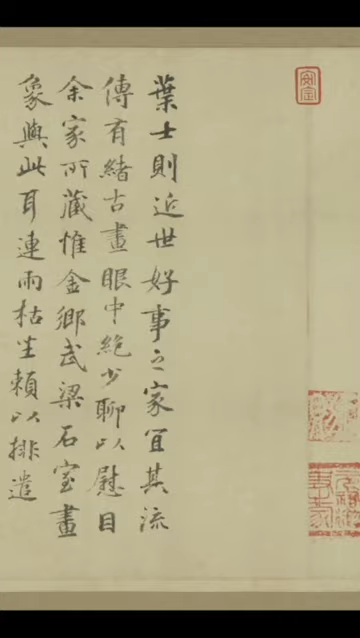 葉士則近世好事之家宜其流
傳有緒古畫眼中絶少聊以慰目
余家所藏惟金鄉武梁石室畫
象與此耳連雨枯坐賴以排遣